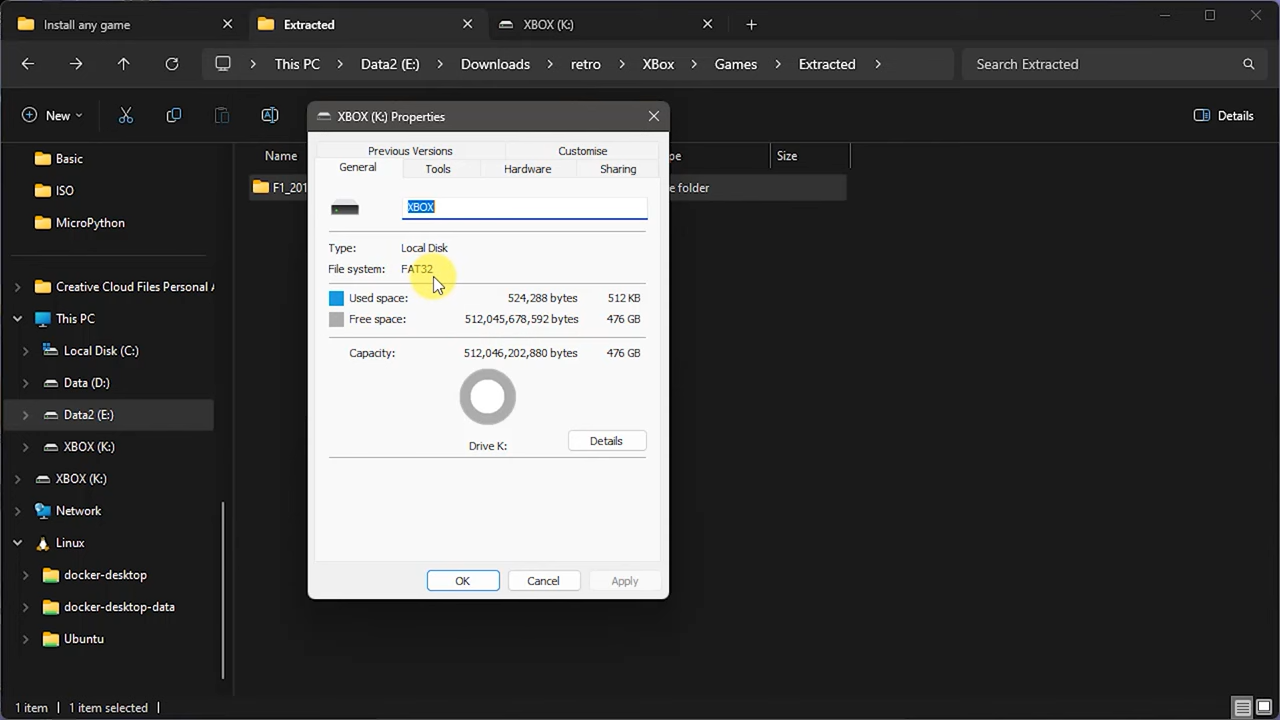 Install any game
Extracted
XBOX (K:)
This PC
Data2 (E:)
Downloads
retro
XBox
Games
Extracted
Search Extracted
New
Details
XBOX (K:) Properties
Previous Versions
Customise
General
Tools
Hardware
Sharing
XBOX
Type: Local Disk
File system: FAT32
Used space: 524,288 bytes 512 KB
Free space: 512,045,678,592 bytes 476 GB
Capacity: 512,046,202,880 bytes 476 GB
Drive K:
Details
OK
Cancel
Apply
Name
Size
F1_201
e folder
Basic
ISO
MicroPython
Creative Cloud Files Personal
This PC
Local Disk (C:)
Data (D:)
Data2 (E:)
XBOX (K:)
XBOX (K:)
Network
Linux
docker-desktop
docker-desktop-data
Ubuntu
1 item
1 item selected